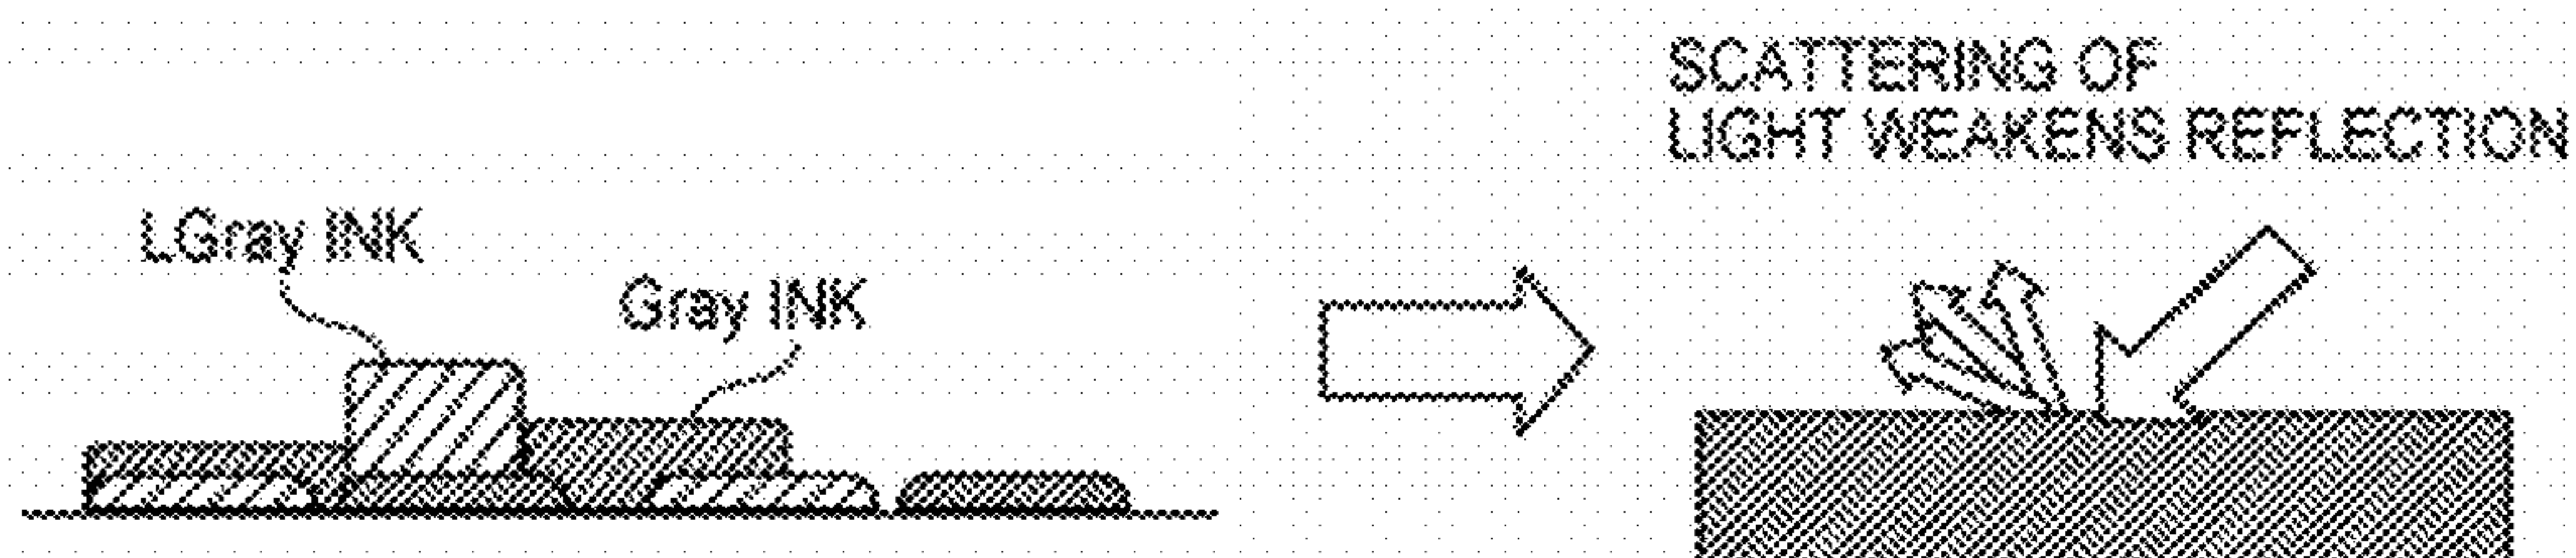 SCATTERING OF
LIGHT WEAKENS REFLECTION
LGray INK
Gray INK